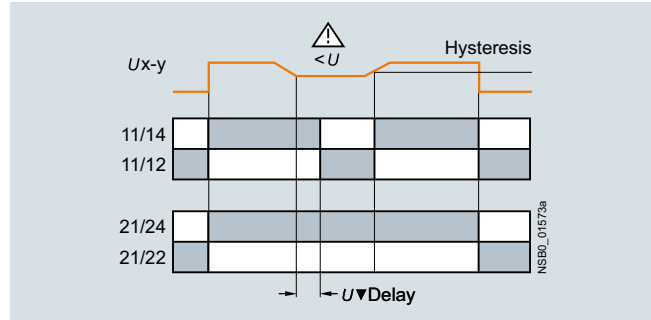 Hysteresis
<U
Ux-y
11/14
11/12
21/24
21/22
U▼Delay
NSB0_01573a